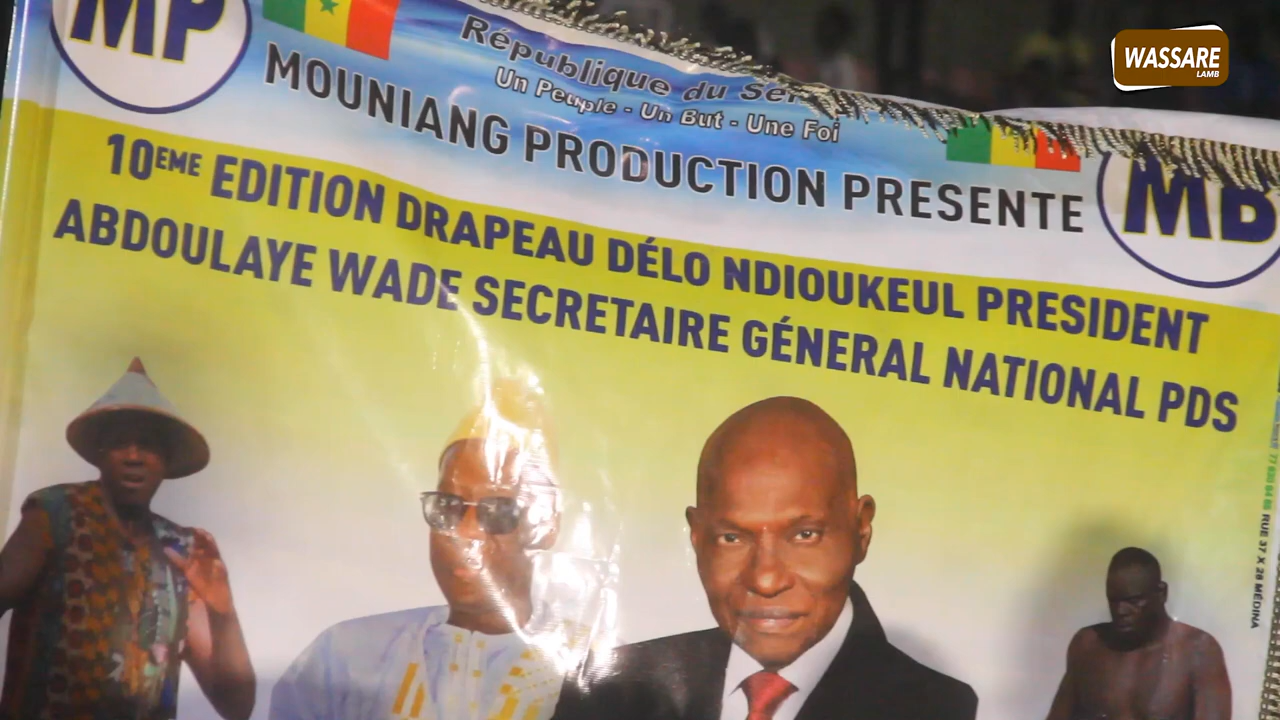 WASSARE
LAMB
MP
République du
Un Peuple - Un But - Une Foi
MOUNIANG PRODUCTION PRESENTE
MB
10EME EDITION DRAPEAU DÉLO NDIOUKEUL PRESIDENT
ABDOULAYE WADE SECRETAIRE GÉNERAL NATIONAL PDS
RUE 37 X 28 MÉDINA